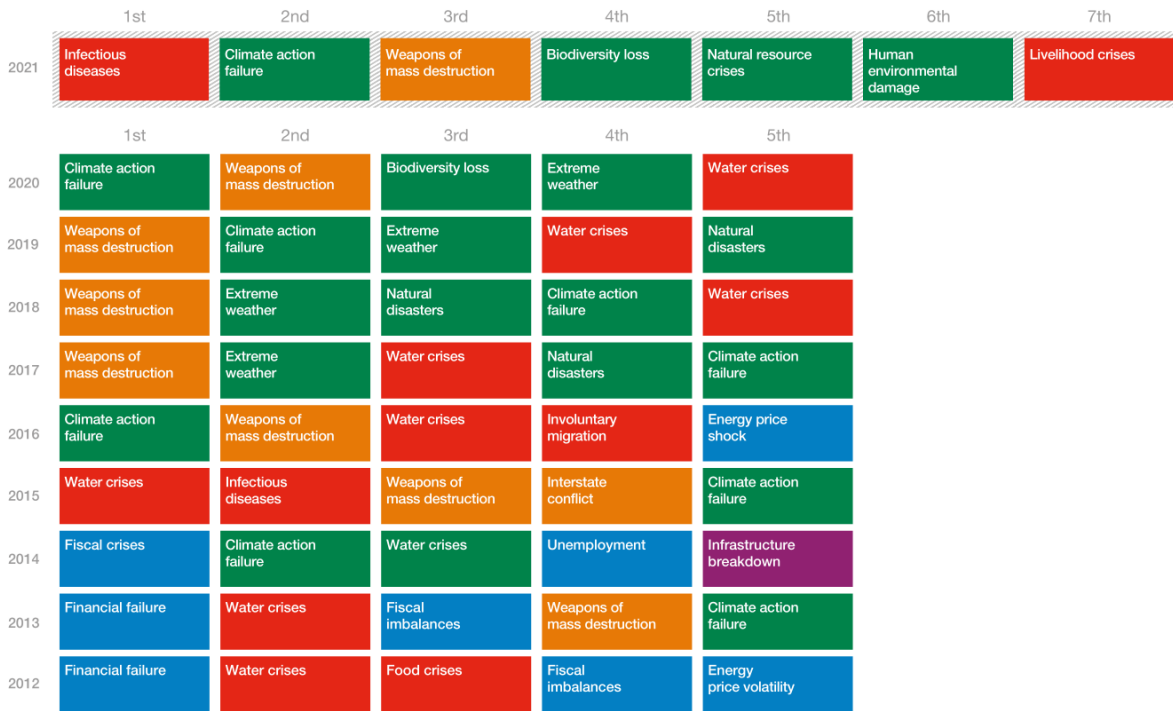 1st 2nd 3rd 4th 5th 6th 7th
2021
Infectious
diseases
Climate action
failure
Weapons of
mass destruction
Biodiversity loss
Natural resource
crises
Human
environmental
damage
Livelihood crises
1st 2nd 3rd 4th 5th
2020
Climate action
failure
Weapons of
mass destruction
Biodiversity loss
Extreme
weather
Water crises
2019
Weapons of
mass destruction
Climate action
failure
Extreme
weather
Water crises
Natural
disasters
2018
Weapons of
mass destruction
Extreme
weather
Natural
disasters
Climate action
failure
Water crises
2017
Weapons of
mass destruction
Extreme
weather
Water crises
Natural
disasters
Climate action
failure
2016
Climate action
failure
Weapons of
mass destruction
Water crises
Involuntary
migration
Energy price
shock
2015
Water crises
Infectious
diseases
Weapons of
mass destruction
Interstate
conflict
Climate action
failure
2014
Fiscal crises
Climate action
failure
Water crises
Unemployment
Infrastructure
breakdown
2013
Financial failure
Water crises
Fiscal
imbalances
Weapons of
mass destruction
Climate action
failure
2012
Financial failure
Water crises
Food crises
Fiscal
imbalances
Energy
price volatility